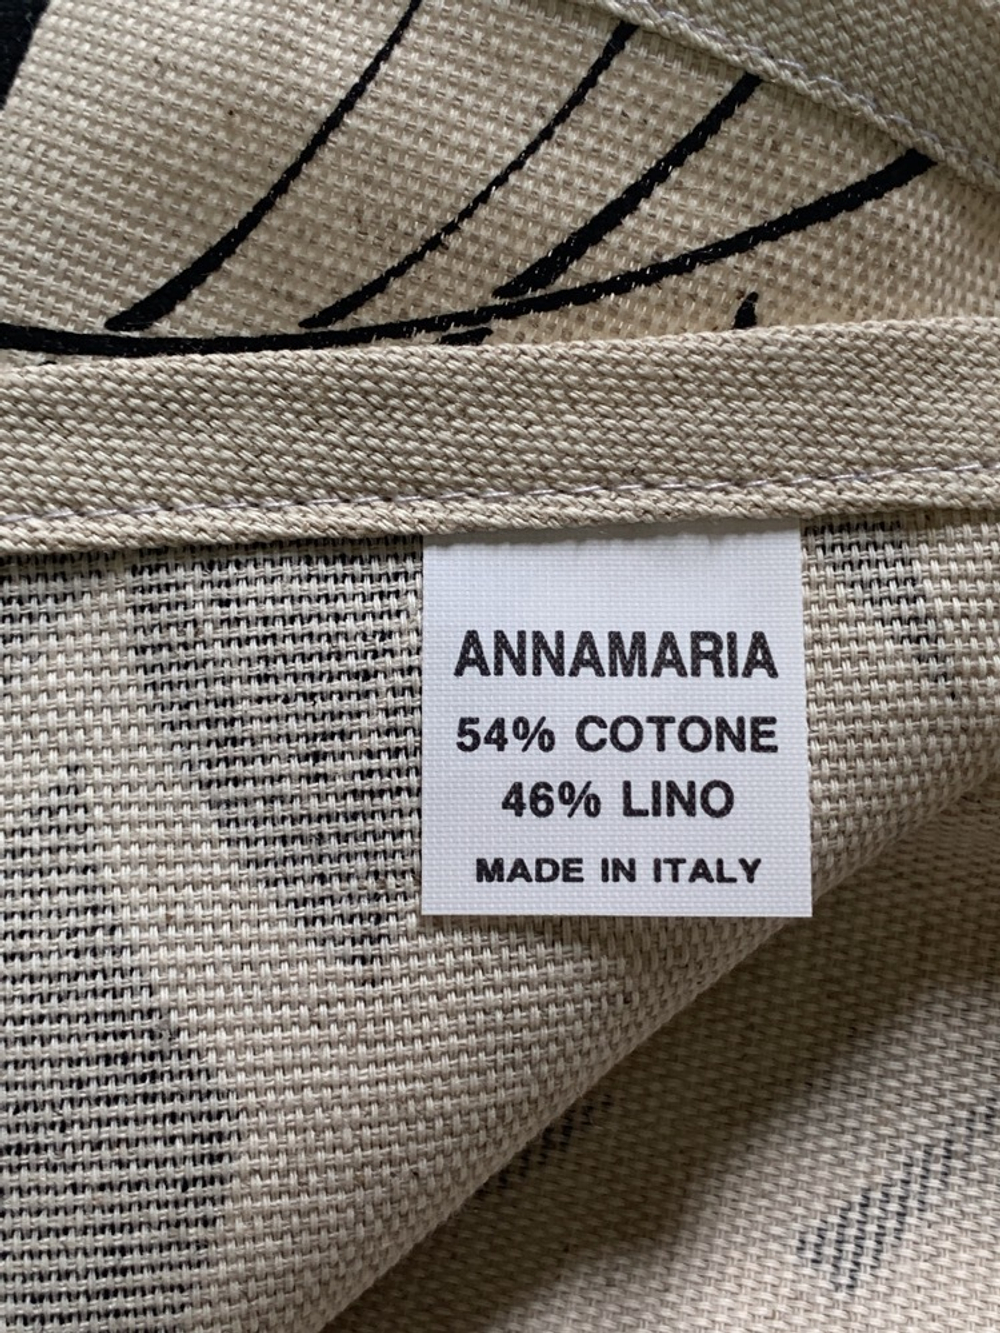 ANNAMARIA
54% COTONE
46% LINO
MADE IN ITALY